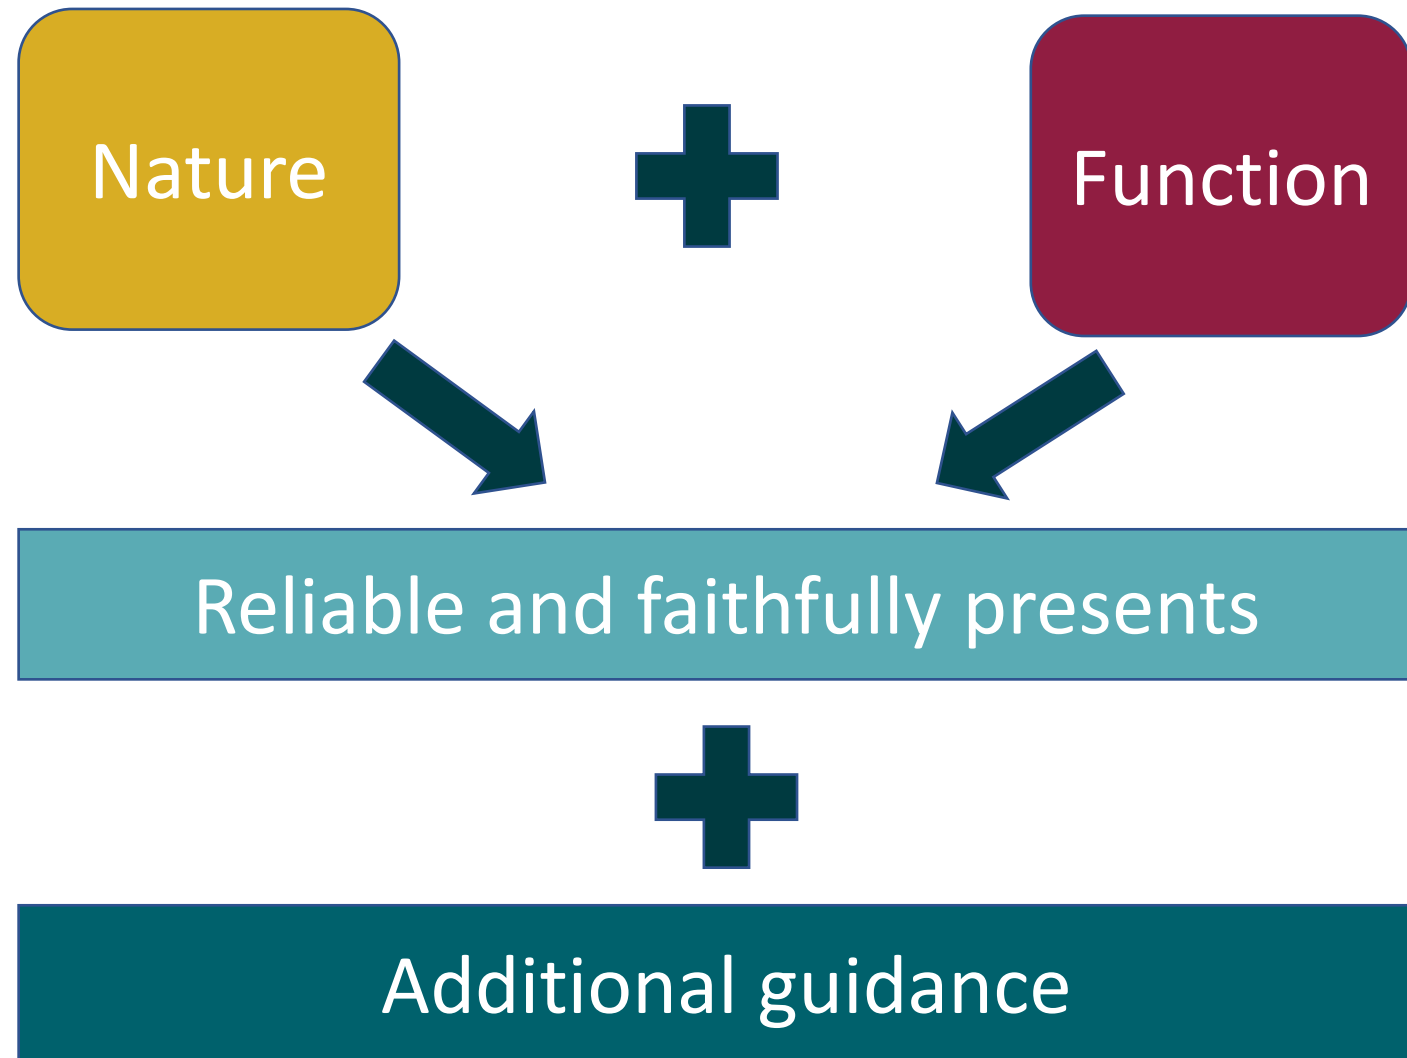 Nature
Function
Reliable and faithfully presents
Additional guidance